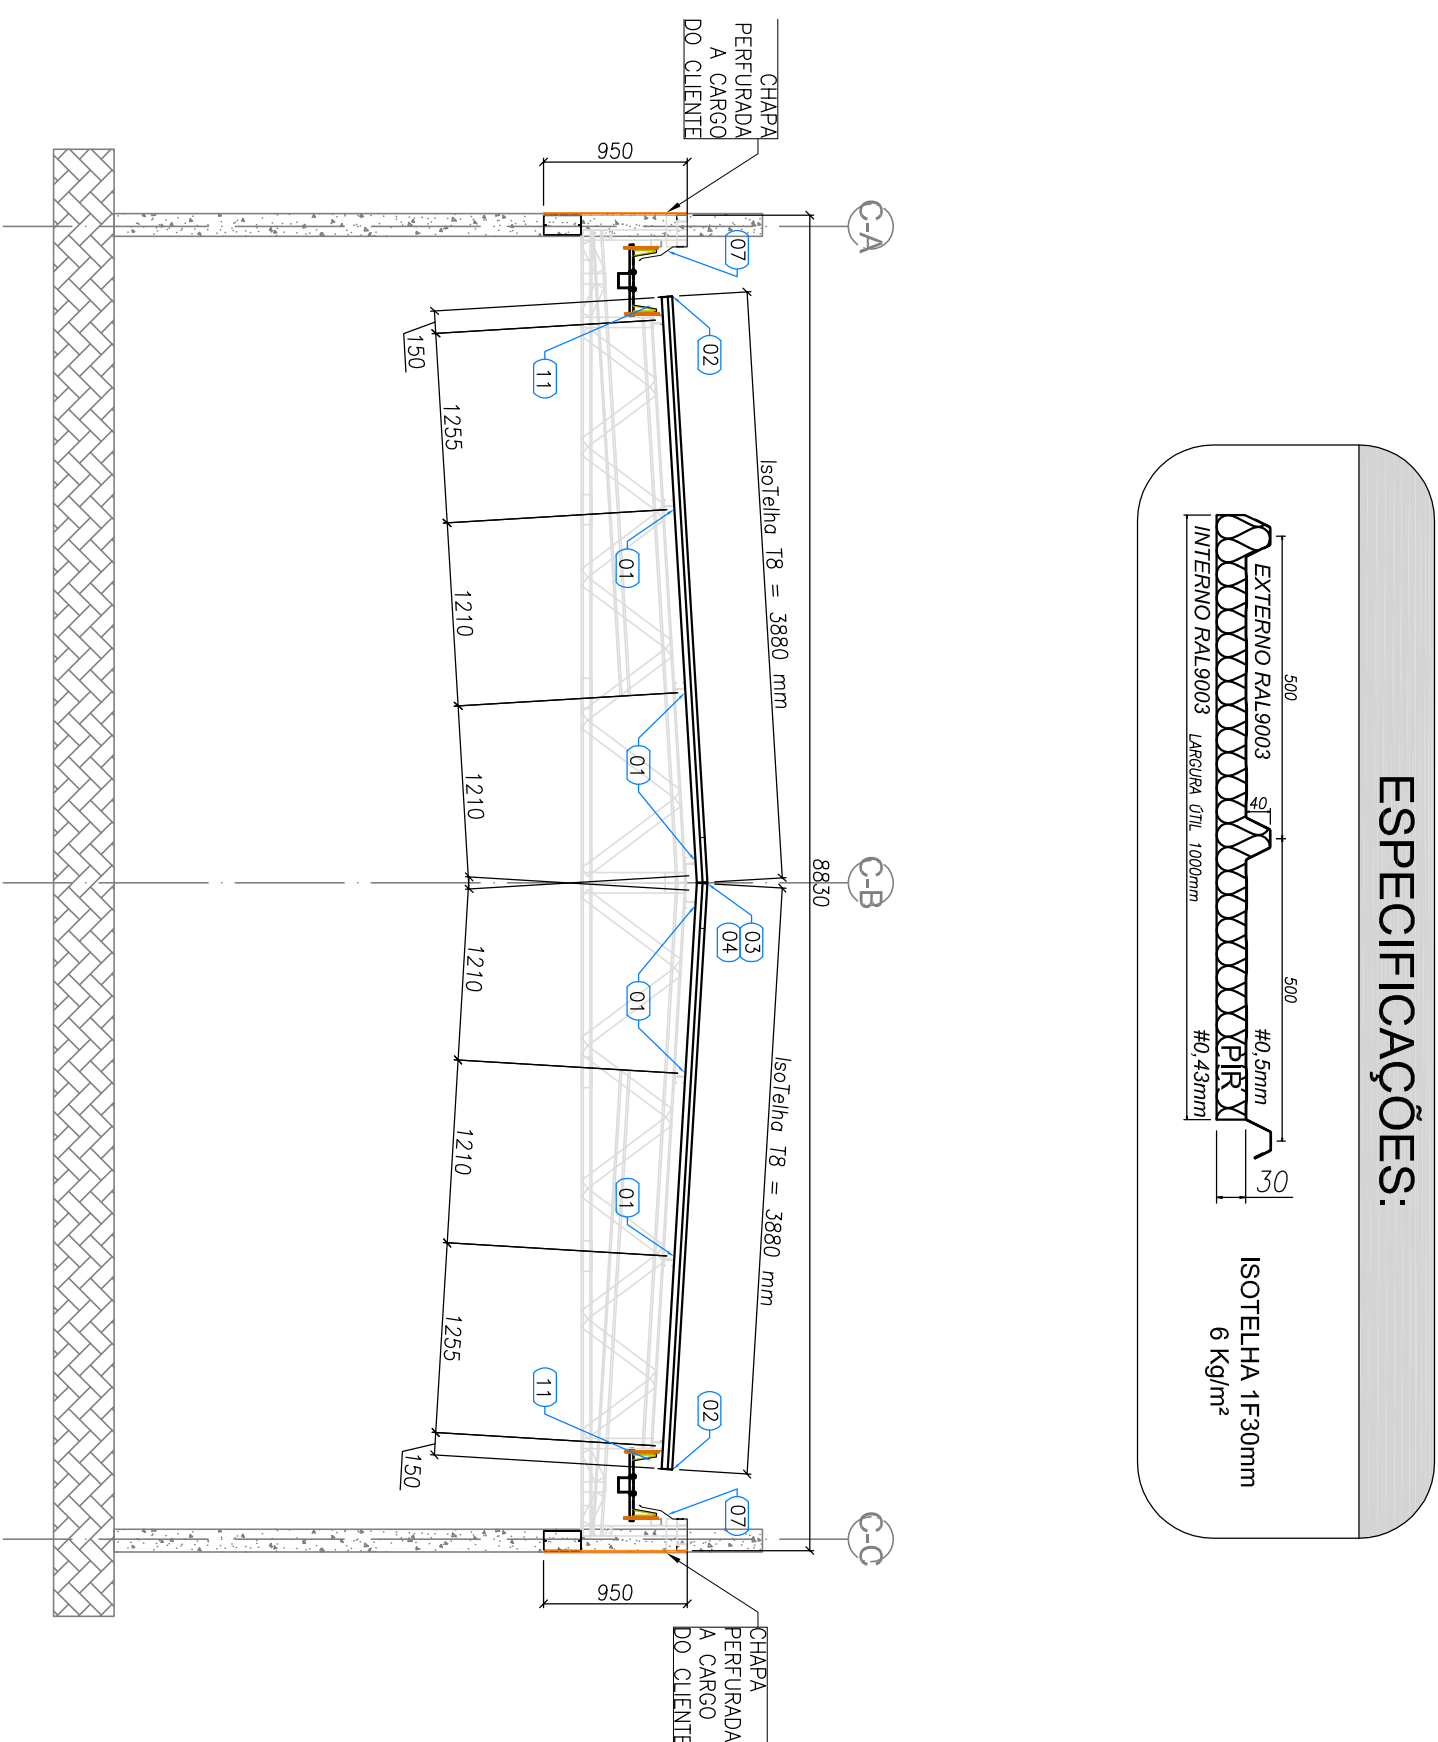 ESPECIFICAÇÕES:
500
500
40
EXTERNO RAL9003
#0,5mm
PIR
30
INTERNO RAL9003
LARGURA ÚTIL 1000mm
#0,43mm
ISOTELHA 1F30mm
6 Kg/m²
C-A
C-B
C-C
8830
CHAPA
PERFURADA
A CARGO
DO CLIENTE
950
IsoTelha T8 = 3880 mm
IsoTelha T8 = 3880 mm
07
02
03
04
02
07
11
01
01
01
01
11
150
1255
1210
1210
1210
1210
1255
150
950
CHAPA
PERFURADA
A CARGO
DO CLIENTE